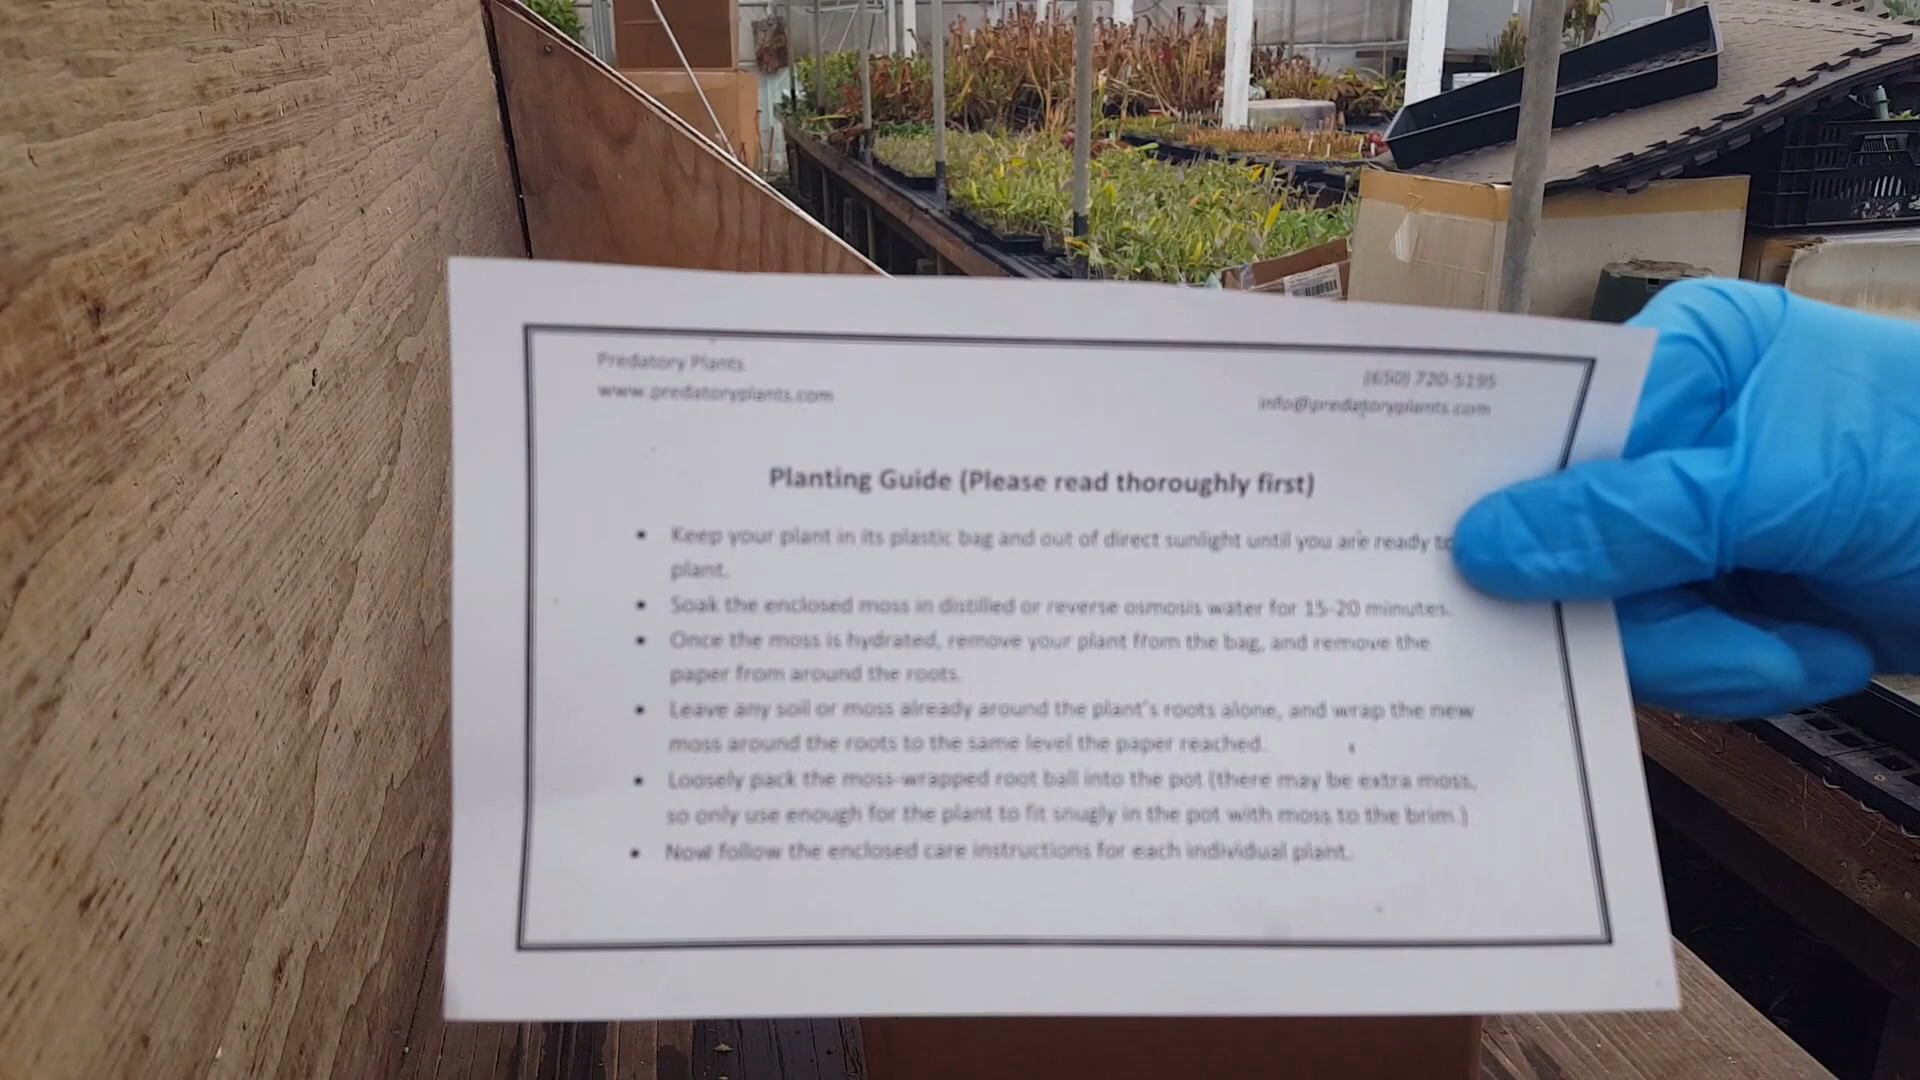 Predatory Plants
www.predatoryplants.com
(650) 720-5195
info@predatoryplants.com
Planting Guide (Please read thoroughly first)
• Keep your plant in its plastic bag and out of direct sunlight until you are ready to
plant.
• Soak the enclosed moss in distilled or reverse osmosis water for 15-20 minutes.
• Once the moss is hydrated, remove your plant ffrom the bag, and remove the
paper from around the roots.
• Leave any soil or moss already around the plant's roots alone, and wrap the new
moss around the roots to the same level the paper reached.
• Loosely pack the moss-wrapped root ball into the pot (there may be extra moss,
so only use enough for the plant to fit snugly in the pot with moss to the brim.)
• Now follow the enclosed care instructions for each individual plant.